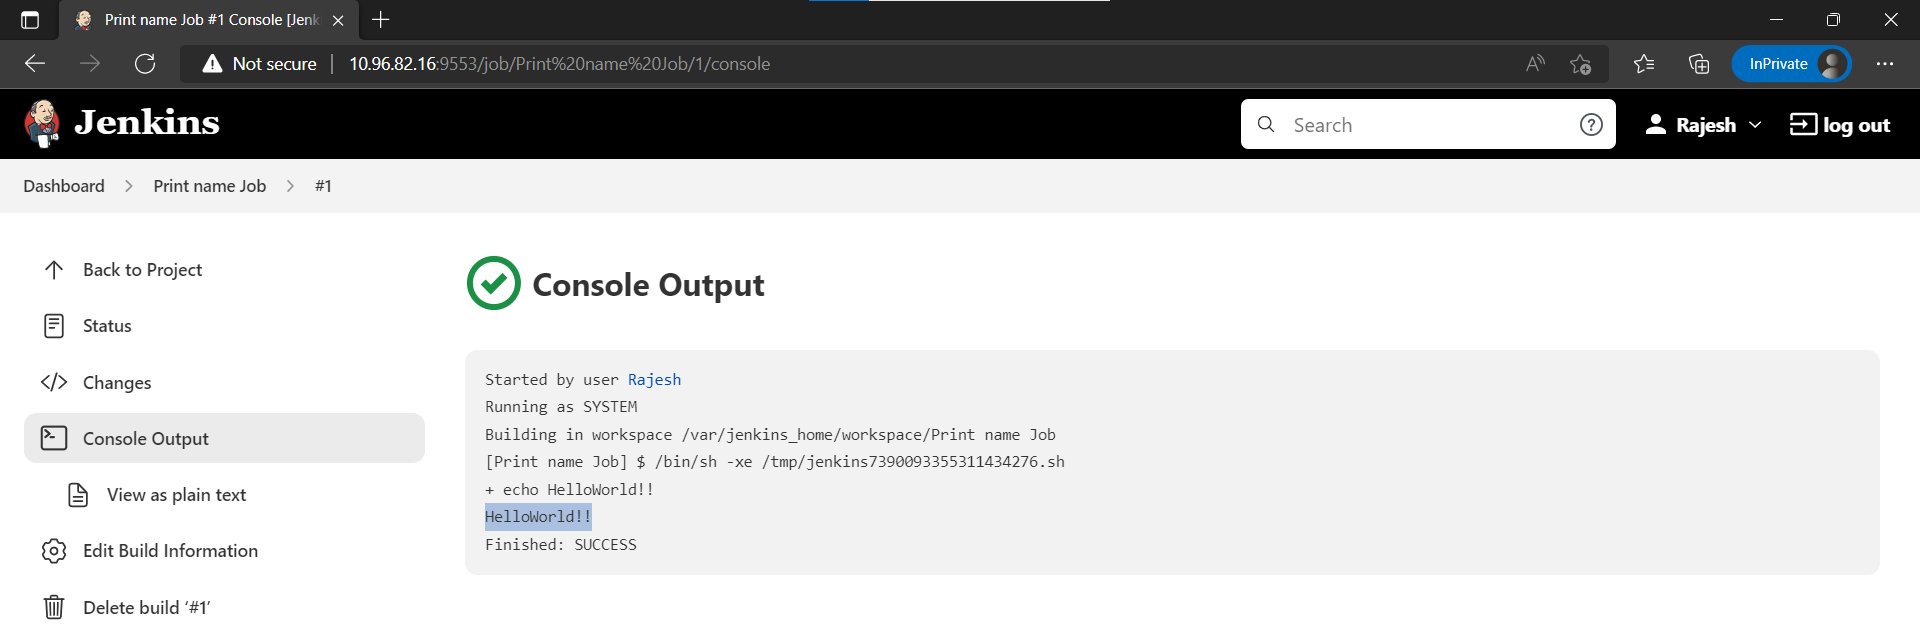 Print name Job #1 Console [Jenk
Not secure 10.96.82.16:9553/job/Print%20name%20Job/1/console
InPrivate
Jenkins
Search
Rajesh
log out
Dashboard > Print name Job > #1
Back to Project
Status
Changes
Console Output
View as plain text
Edit Build Information
Delete build ‘#1’
Console Output
Started by user Rajesh
Running as SYSTEM
Building in workspace /var/jenkins_home/workspace/Print name Job
[Print name Job] $ /bin/sh -xe /tmp/jenkins7390093355311434276.sh
+ echo HelloWorld!!
HelloWorld!!
Finished: SUCCESS